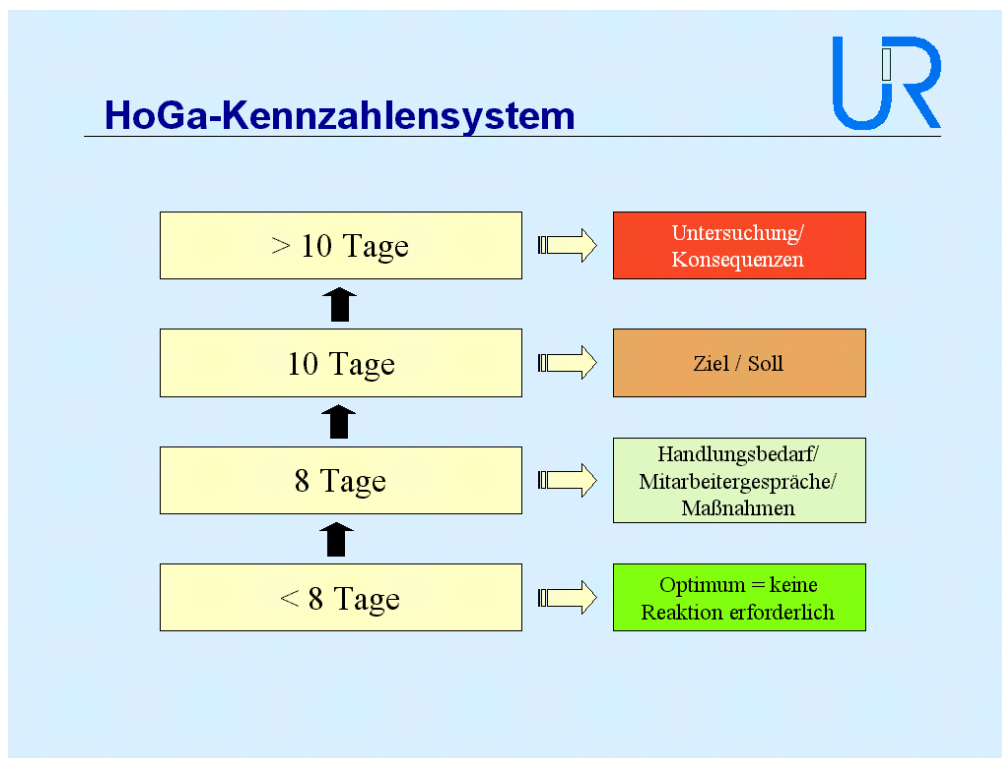 UiR
HoGa-Kennzahlensystem
> 10 Tage
Untersuchung/
Konsequenzen
10 Tage
Ziel / Soll
8 Tage
Handlungsbedarf/
Mitarbeitergespräche/
Maßnahmen
< 8 Tage
Optimum = keine
Reaktion erforderlich